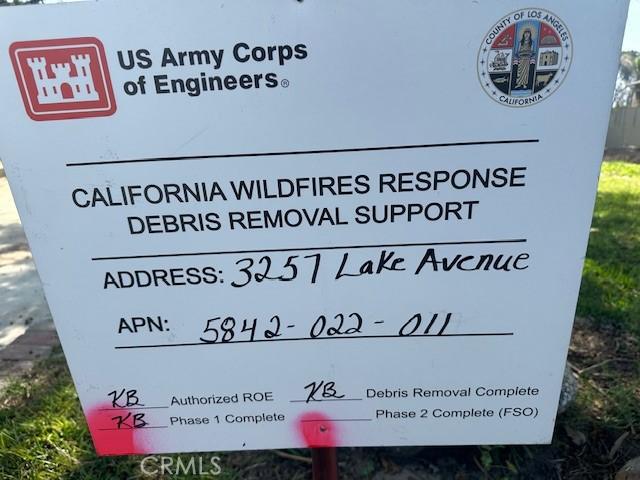 US Army Corps
of Engineers®
COUNTY OF LOS ANGELES
CALIFORNIA
CALIFORNIA WILDFIRES RESPONSE
DEBRIS REMOVAL SUPPORT
ADDRESS: 3257 Lake Avenue
APN: 5842-022-011
KB Authorized ROE KB Debris Removal Complete
KB Phase 1 Complete Phase 2 Complete (FSO)
CRMLS